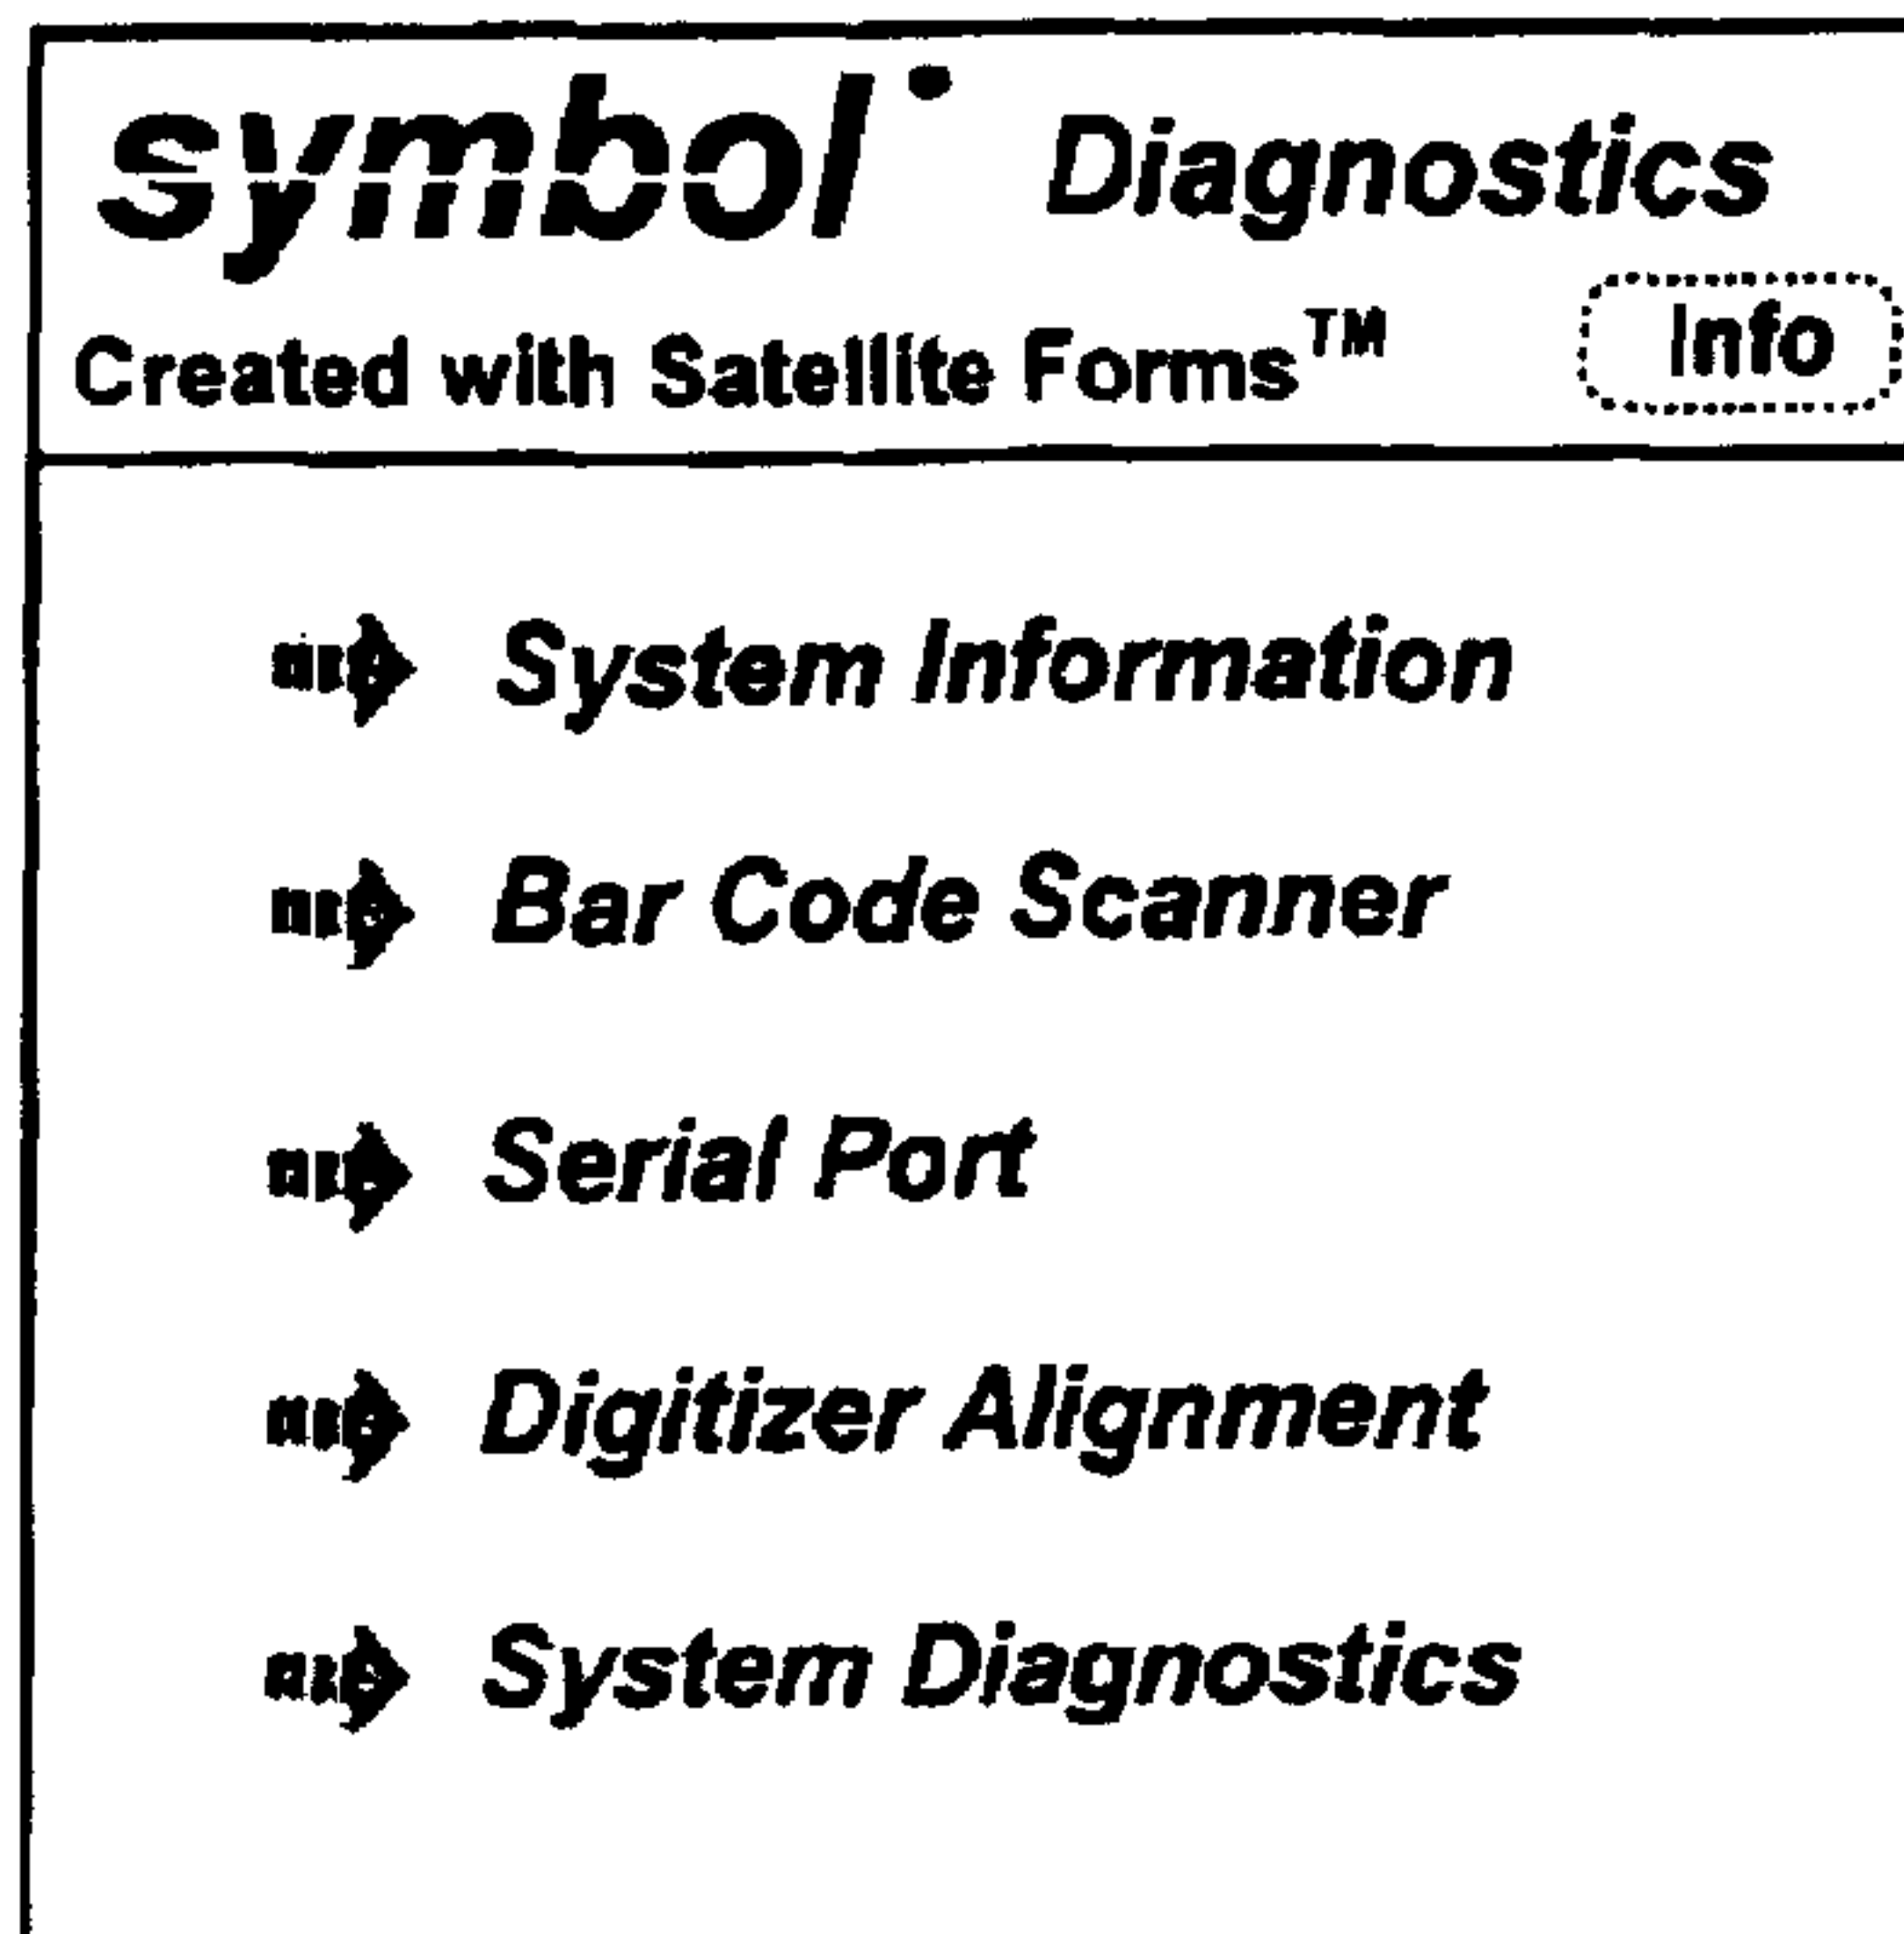 symbol Diagnostics
Created with Satellite Forms™ Info
System Information
Bar Code Scanner
Serial Port
Digitizer Alignment
System Diagnostics